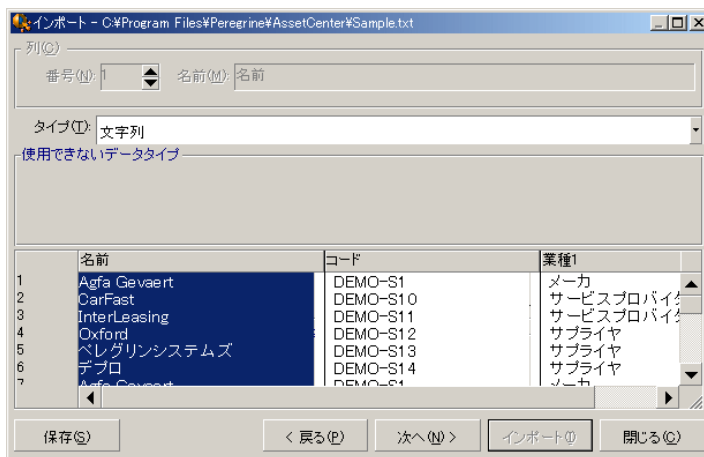 インポート - C:¥Program Files¥Peregrine¥AssetCenter¥Sample.txt
列(C)
番号(N): 1 名前(M): 名前
タイプ(T): 文字列
使用できないデータタイプ
名前 コード 業種1
1 Agfa Gevaert DEMO-S1 メーカ
2 CarFast DEMO-S10 サービスプロバイダ
3 InterLeasing DEMO-S11 サービスプロバイダ
4 Oxford DEMO-S12 サプライヤ
5 ペレグリンシステムズ DEMO-S13 サプライヤ
6 デプロ DEMO-S14 サプライヤ
7 Agfa Gevaert DEMO-S1 メーカ
保存(S) < 戻る(P) 次へ(N) > インポート(I) 閉じる(C)